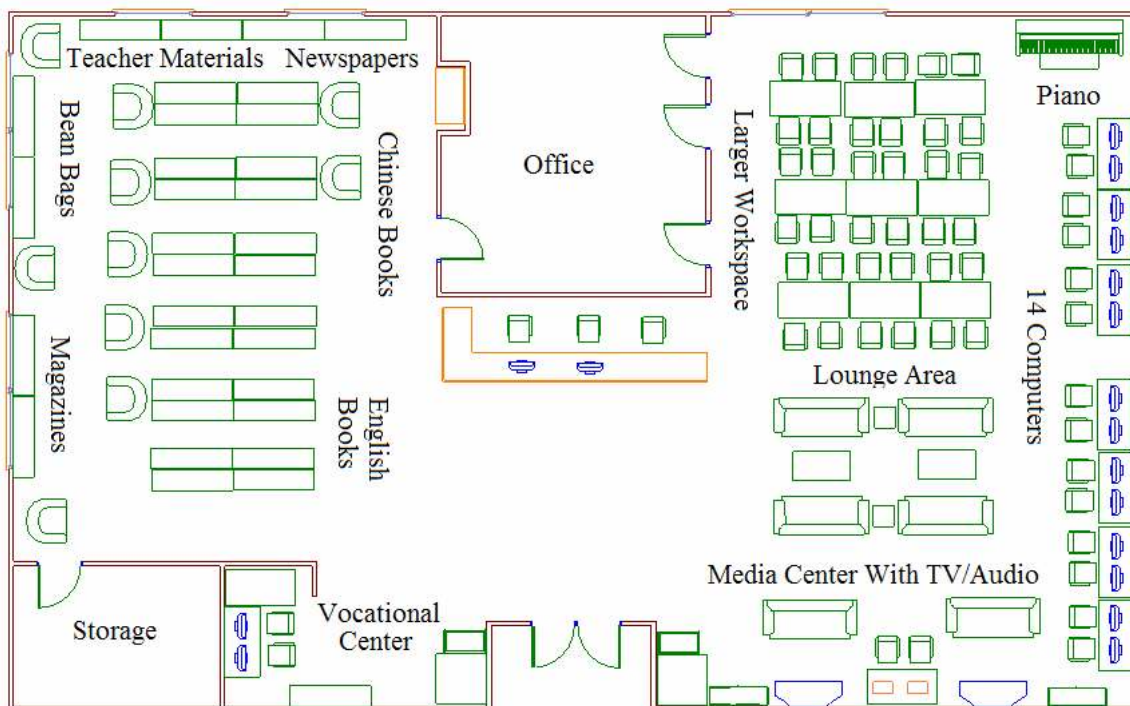 Teacher Materials
Newspapers
Piano
Bean Bags
Chinese Books
Office
Larger Workspace
14 Computers
Magazines
English
Books
Lounge Area
Media Center With TV/Audio
Storage
Vocational
Center